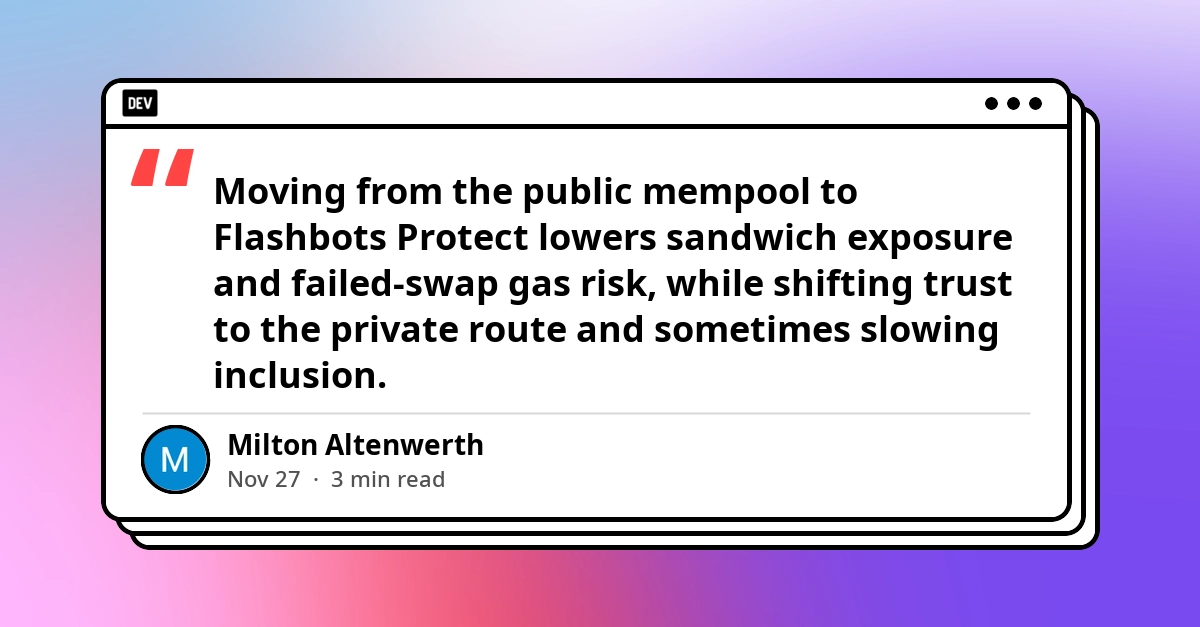 DEV
“
Moving from the public mempool to
Flashbots Protect lowers sandwich exposure
and failed-swap gas risk, while shifting trust
to the private route and sometimes slowing
inclusion.
M
Milton Altenwerth
Nov 27 · 3 min read